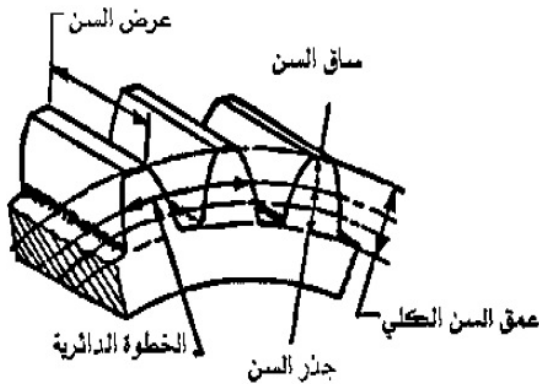 عرض السن
ساق السن
عمق السن الكلي
الخطوة الدائرية
جذر السن